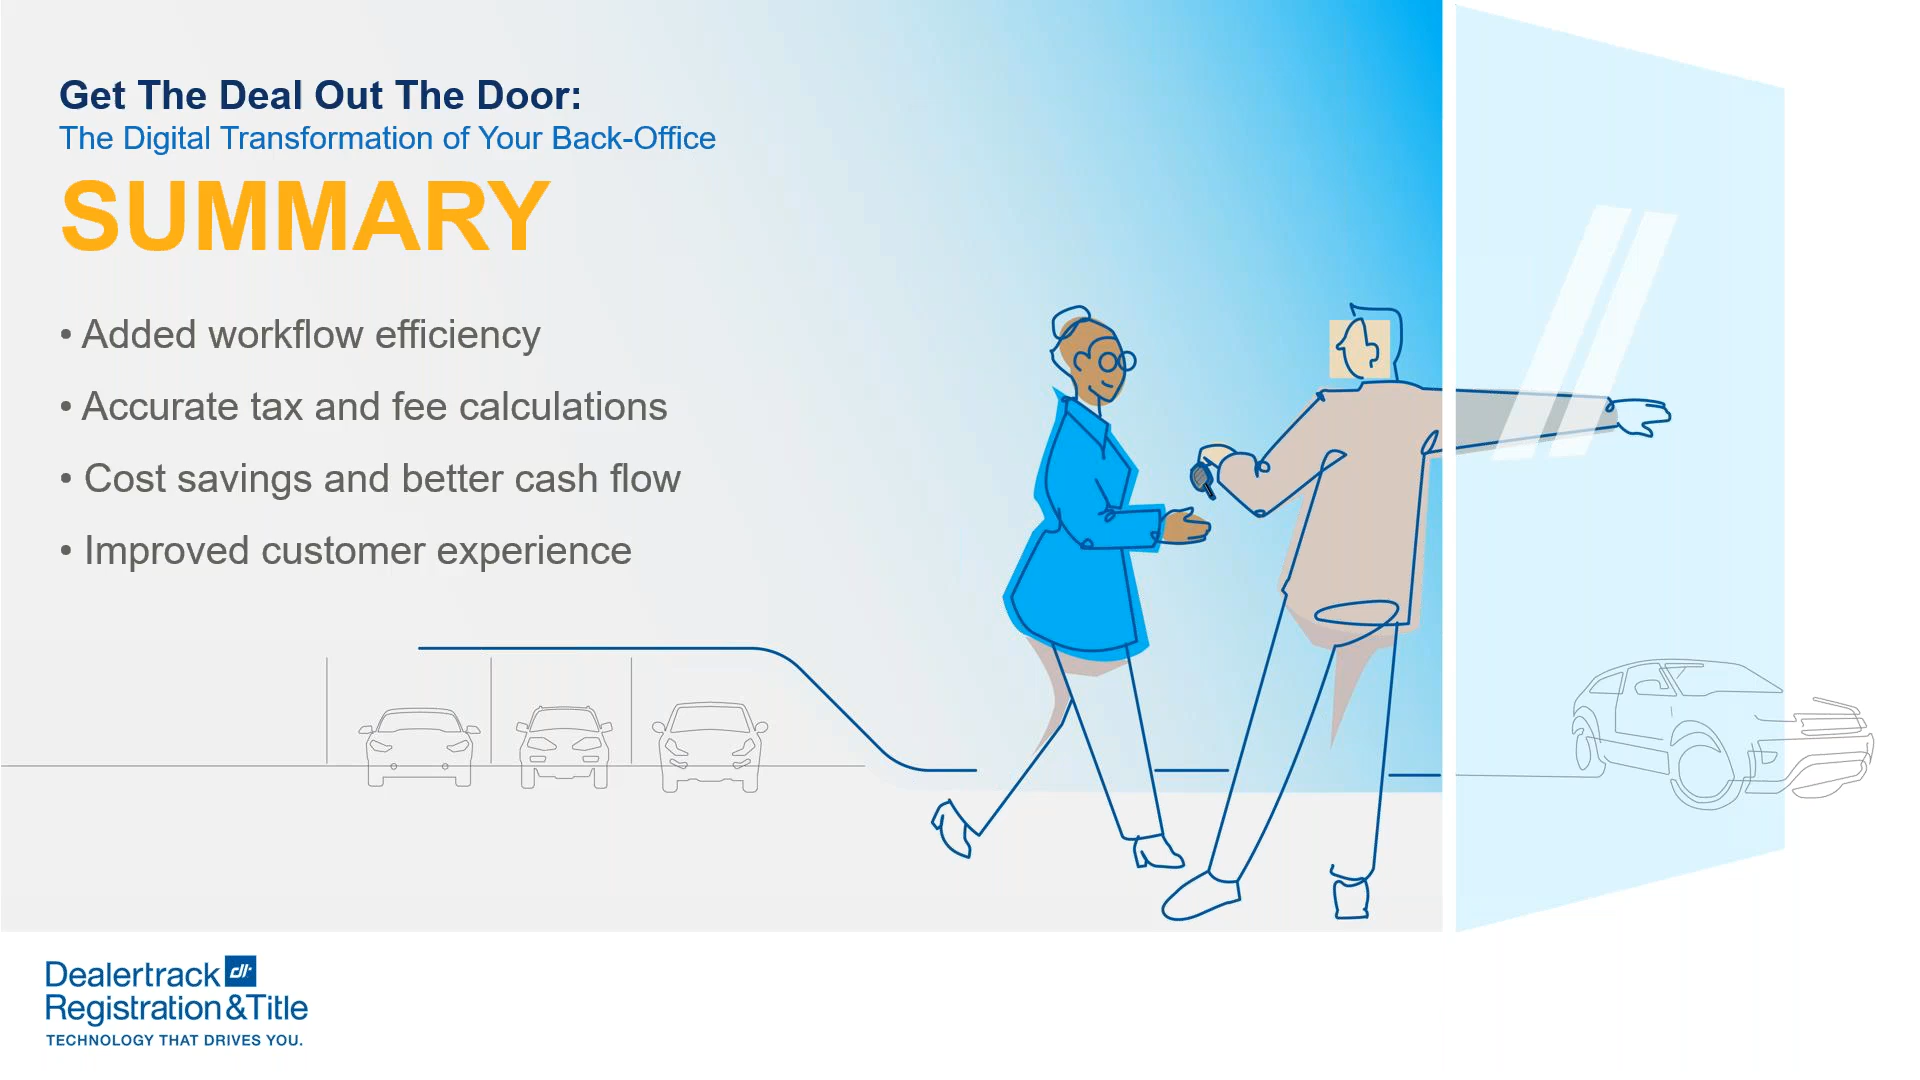 Get The Deal Out The Door:
The Digital Transformation of Your Back-Office
SUMMARY
• Added workflow efficiency
• Accurate tax and fee calculations
• Cost savings and better cash flow
• Improved customer experience
Dealertrack dt
Registration & Title
TECHNOLOGY THAT DRIVES YOU.